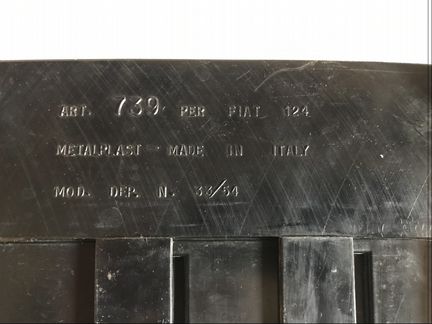 ART. 739. PER FIAT 124
METALPLAST - MADE IN ITALY
MOD. DEP. N. 33/54